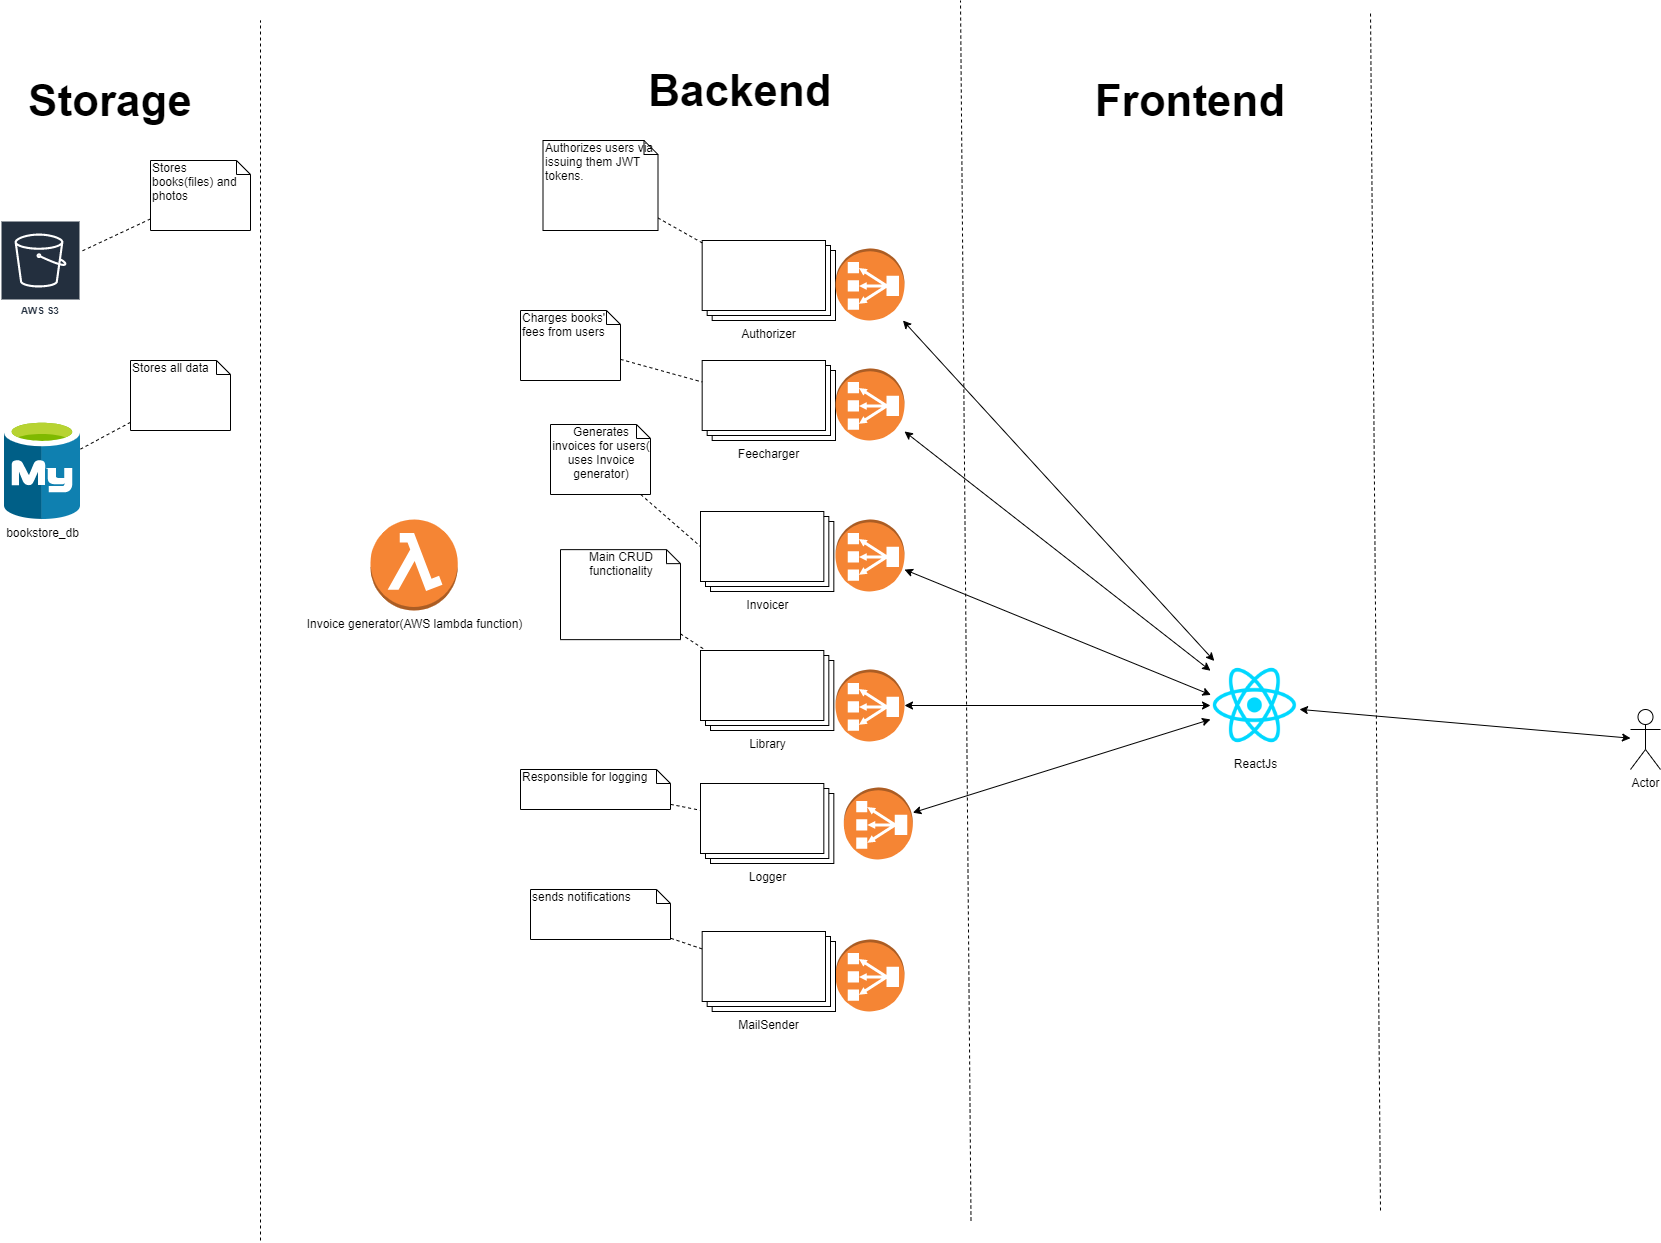 Storage
Backend
Frontend
Stores
books(files) and
photos
AWS S3
Stores all data
My
bookstore_db
Invoice generator(AWS lambda function)
Authorizes users via
issuing them JWT
tokens.
Authorizer
Charges books'
fees from users
Feecharger
Generates
invoices for users(
uses Invoice
generator)
Invoicer
Main CRUD
functionality
Library
Responsible for logging
Logger
sends notifications
MailSender
ReactJs
Actor